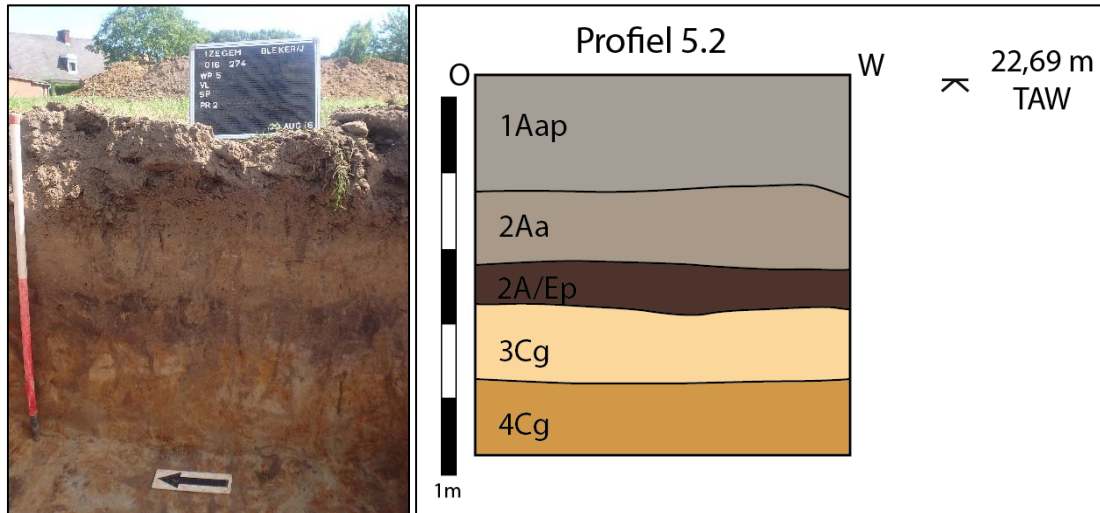 IZEGEM BLEKERIJ
016 274
WP 5
VL
SP
PR 2
AUG 16
Profiel 5.2
O
W
22,69 m
TAW
1Aap
2Aa
2A/Ep
3Cg
4Cg
1m